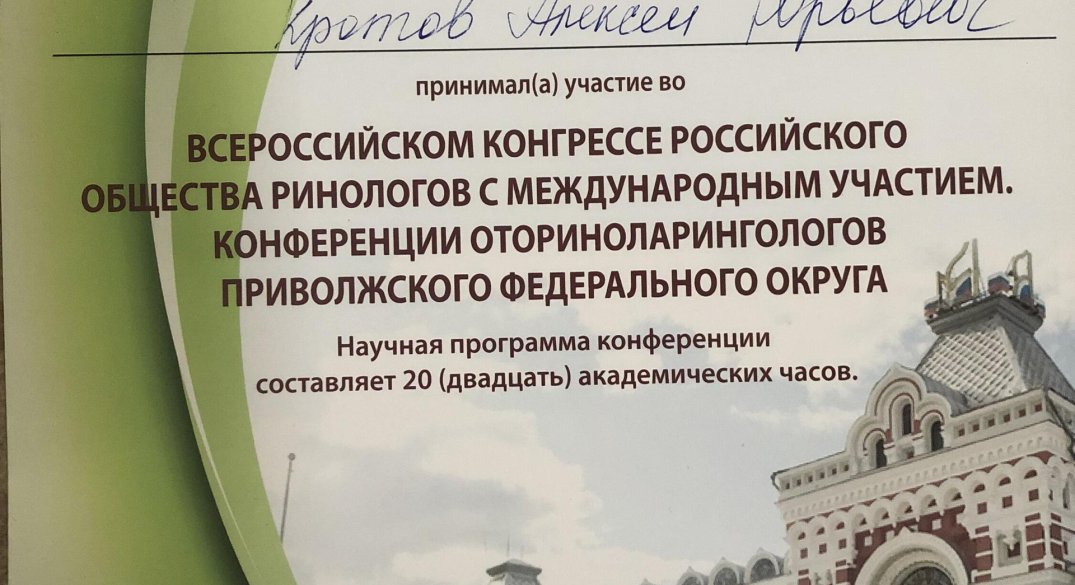 Кротов Алексей Юрьевич
принимал(а) участие во
ВСЕРОССИЙСКОМ КОНГРЕССЕ РОССИЙСКОГО
ОБЩЕСТВА РИНОЛОГОВ С МЕЖДУНАРОДНЫМ УЧАСТИЕМ.
КОНФЕРЕНЦИИ ОТОРИНОЛАРИНГОЛОГОВ
ПРИВОЛЖСКОГО ФЕДЕРАЛЬНОГО ОКРУГА
Научная программа конференции
составляет 20 (двадцать) академических часов.